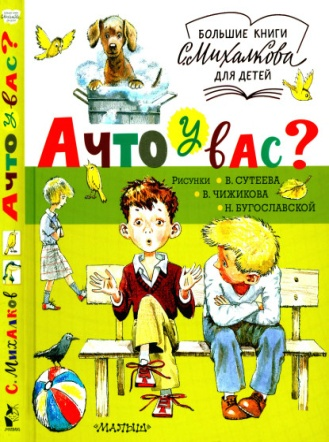 БОЛЬШИЕ КНИГИ
С. Михалкова
ДЛЯ ДЕТЕЙ
А ЧТО У ВАС?
РИСУНКИ • В. СУТЕЕВА
• В. ЧИЖИКОВА
• Н. БУГОСЛАВСКОЙ
«МАЛЫШ»
С. Михалков А ЧТО У ВАС?